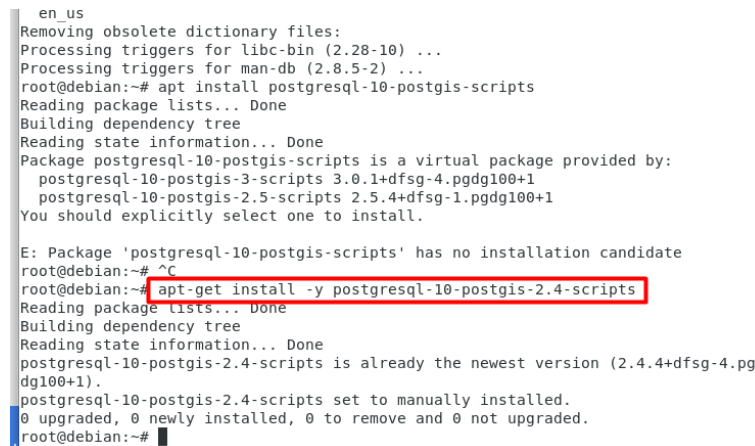 en_us
Removing obsolete dictionary files:
Processing triggers for libc-bin (2.28-10) ...
Processing triggers for man-db (2.8.5-2) ...
root@debian:~# apt install postgresql-10-postgis-scripts
Reading package lists... Done
Building dependency tree
Reading state information... Done
Package postgresql-10-postgis-scripts is a virtual package provided by:
  postgresql-10-postgis-3-scripts 3.0.1+dfsg-4.pgdg100+1
  postgresql-10-postgis-2.5-scripts 2.5.4+dfsg-1.pgdg100+1
You should explicitly select one to install.

E: Package 'postgresql-10-postgis-scripts' has no installation candidate
root@debian:~# ^C
root@debian:~# apt-get install -y postgresql-10-postgis-2.4-scripts
Reading package lists... Done
Building dependency tree
Reading state information... Done
postgresql-10-postgis-2.4-scripts is already the newest version (2.4.4+dfsg-4.pg
dg100+1).
postgresql-10-postgis-2.4-scripts set to manually installed.
0 upgraded, 0 newly installed, 0 to remove and 0 not upgraded.
root@debian:~#